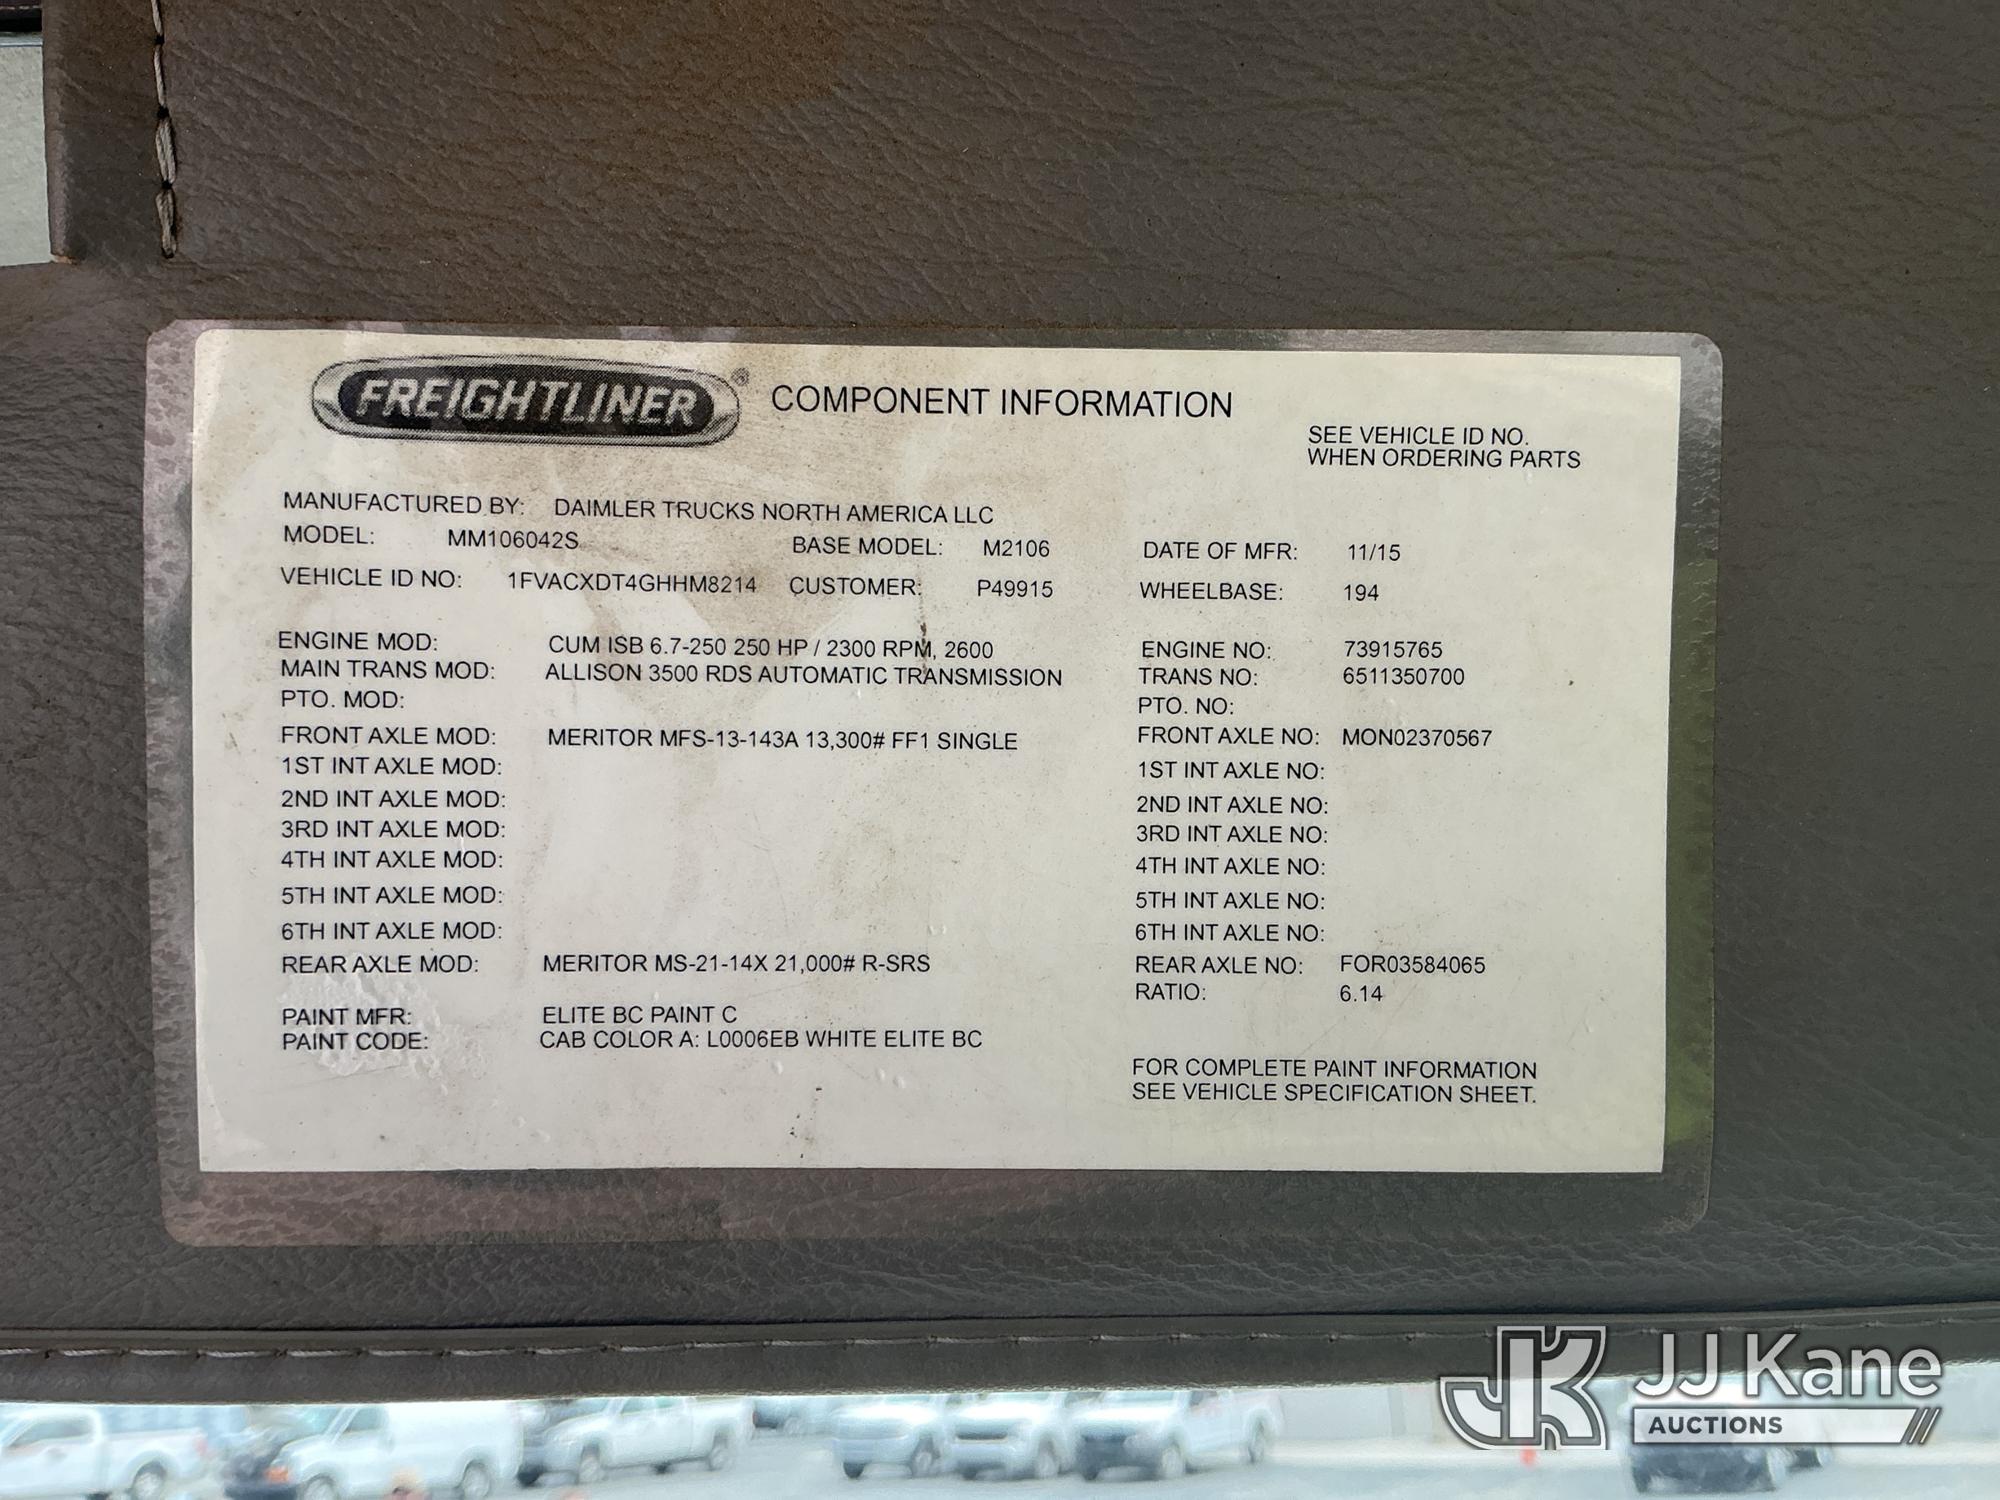 FREIGHTLINER® COMPONENT INFORMATION
SEE VEHICLE ID NO.
WHEN ORDERING PARTS
MANUFACTURED BY: DAIMLER TRUCKS NORTH AMERICA LLC
MODEL: MM106042S BASE MODEL: M2106 DATE OF MFR: 11/15
VEHICLE ID NO: 1FVACXDT4GHHM8214 CUSTOMER: P49915 WHEELBASE: 194
ENGINE MOD: CUM ISB 6.7-250 250 HP / 2300 RPM, 2600 ENGINE NO: 73915765
MAIN TRANS MOD: ALLISON 3500 RDS AUTOMATIC TRANSMISSION TRANS NO: 6511350700
PTO. MOD: PTO. NO:
FRONT AXLE MOD: MERITOR MFS-13-143A 13,300# FF1 SINGLE FRONT AXLE NO: MON02370567
1ST INT AXLE MOD: 1ST INT AXLE NO:
2ND INT AXLE MOD: 2ND INT AXLE NO:
3RD INT AXLE MOD: 3RD INT AXLE NO:
4TH INT AXLE MOD: 4TH INT AXLE NO:
5TH INT AXLE MOD: 5TH INT AXLE NO:
6TH INT AXLE MOD: 6TH INT AXLE NO:
REAR AXLE MOD: MERITOR MS-21-14X 21,000# R-SRS REAR AXLE NO: FOR03584065
RATIO: 6.14
PAINT MFR: ELITE BC PAINT C
PAINT CODE: CAB COLOR A: L0006EB WHITE ELITE BC
FOR COMPLETE PAINT INFORMATION
SEE VEHICLE SPECIFICATION SHEET.
JK JJ Kane
AUCTIONS